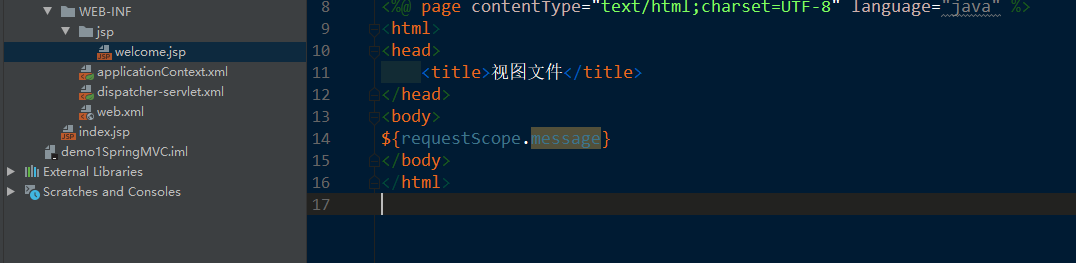 WEB-INF
jsp
welcome.jsp
applicationContext.xml
dispatcher-servlet.xml
web.xml
index.jsp
demo1SpringMVC.iml
External Libraries
Scratches and Consoles
8 <%@ page contentType="text/html;charset=UTF-8" language="java" %>
9 <html>
10 <head>
11 <title>视图文件</title>
12 </head>
13 <body>
14 ${requestScope.message}
15 </body>
16 </html>
17